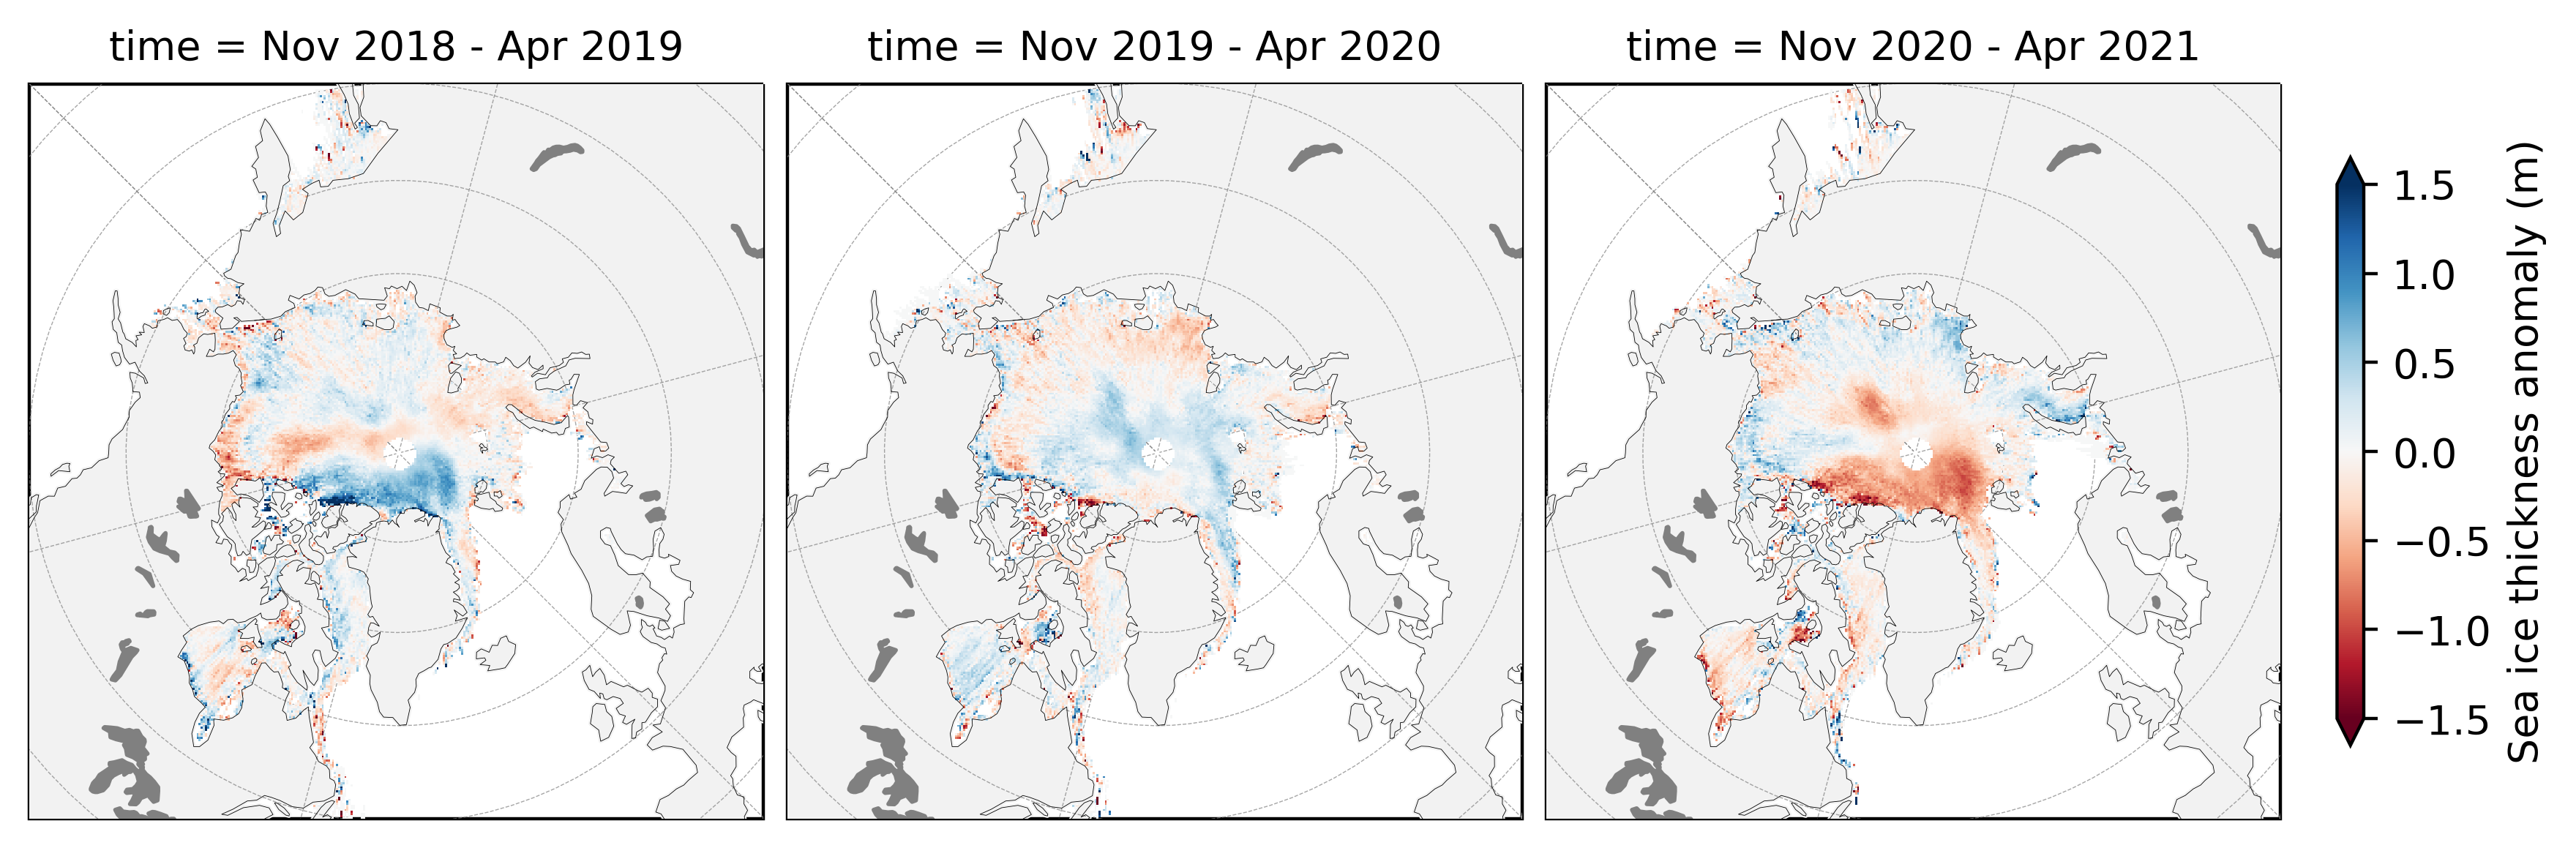 time = Nov 2018 - Apr 2019
time = Nov 2019 - Apr 2020
time = Nov 2020 - Apr 2021
1.5
1.0
0.5
0.0
−0.5
−1.0
−1.5
Sea ice thickness anomaly (m)